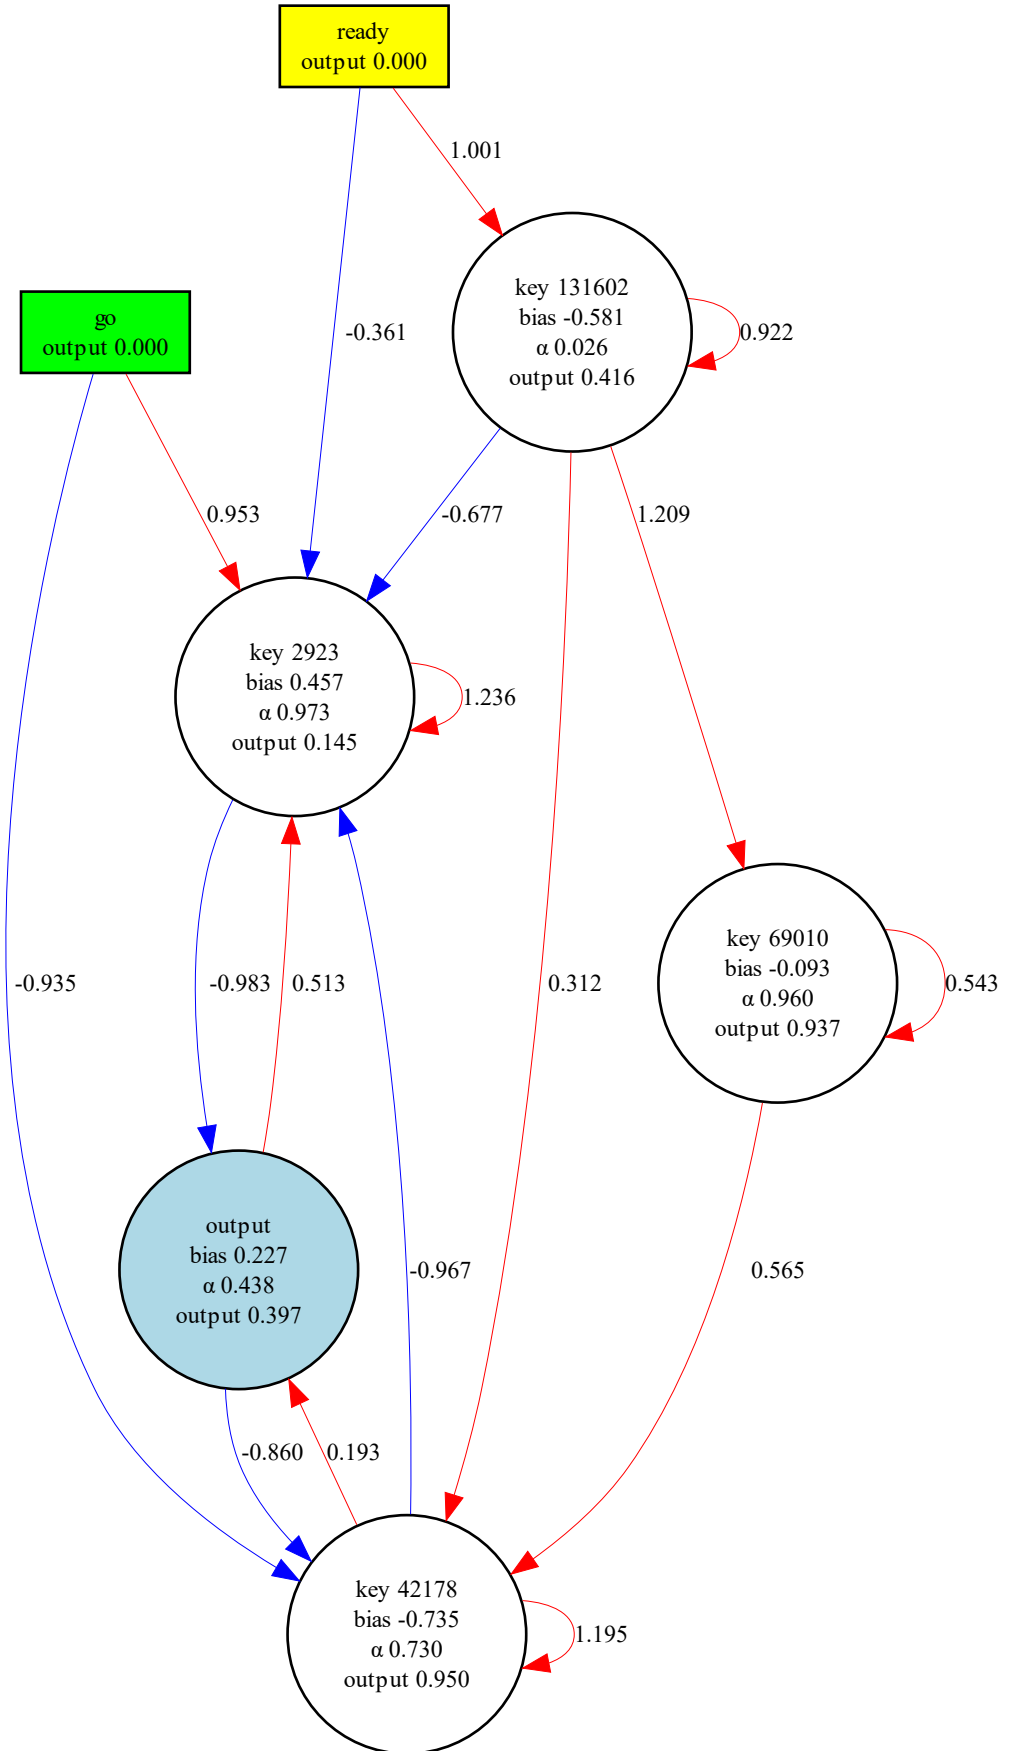 ready
output 0.000
1.001
key 131602
bias -0.581
α 0.026
output 0.416
0.922
go
output 0.000
-0.361
0.953
-0.677
1.209
key 2923
bias 0.457
α 0.973
output 0.145
1.236
key 69010
bias -0.093
α 0.960
output 0.937
0.543
-0.935
-0.983
0.513
0.312
output
bias 0.227
α 0.438
output 0.397
-0.967
0.565
-0.860
0.193
key 42178
bias -0.735
α 0.730
output 0.950
1.195